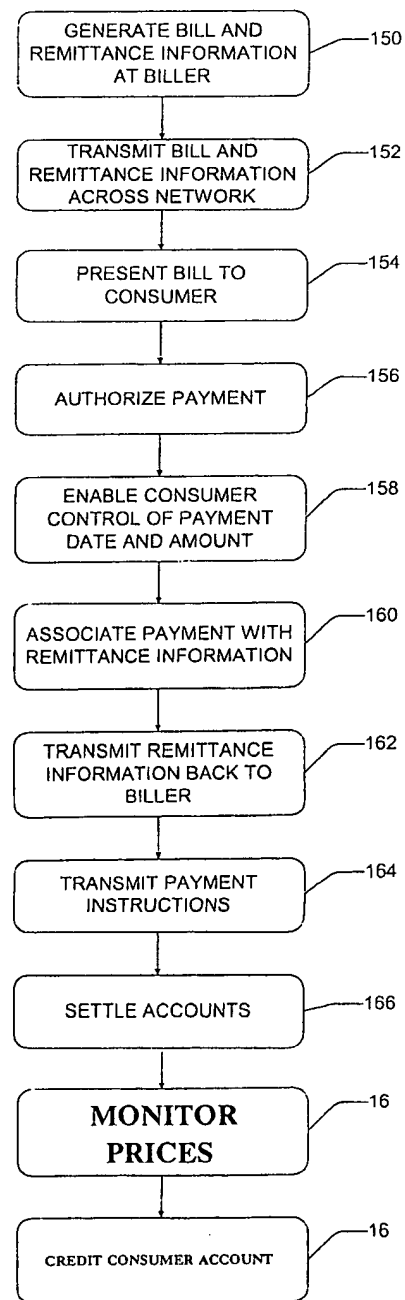 GENERATE BILL AND
REMITTANCE INFORMATION
AT BILLER
150
TRANSMIT BILL AND
REMITTANCE INFORMATION
ACROSS NETWORK
152
PRESENT BILL TO
CONSUMER
154
AUTHORIZE PAYMENT
156
ENABLE CONSUMER
CONTROL OF PAYMENT
DATE AND AMOUNT
158
ASSOCIATE PAYMENT WITH
REMITTANCE INFORMATION
160
TRANSMIT REMITTANCE
INFORMATION BACK TO
BILLER
162
TRANSMIT PAYMENT
INSTRUCTIONS
164
SETTLE ACCOUNTS
166
MONITOR
PRICES
16
CREDIT CONSUMER ACCOUNT
16